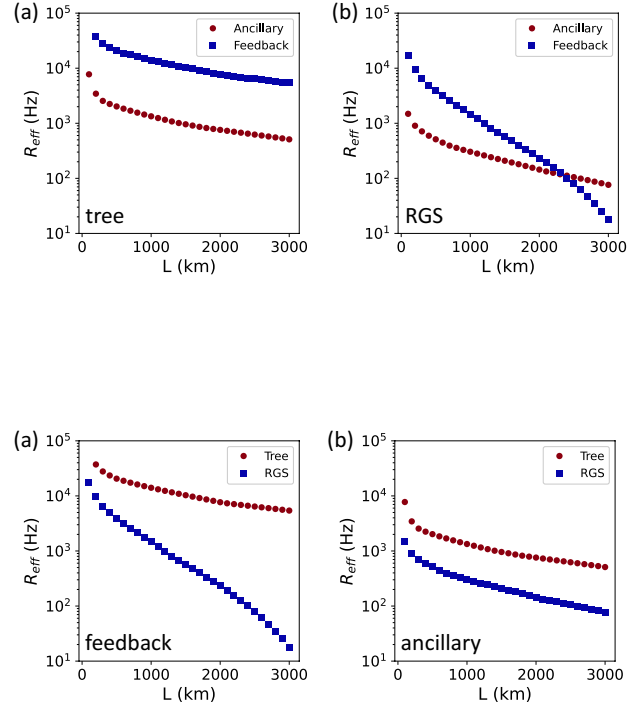 (a)
10^5
10^4
10^3
10^2
10^1
R_eff (Hz)
Ancillary
Feedback
tree
0 1000 2000 3000
L (km)
(b)
10^5
10^4
10^3
10^2
10^1
R_eff (Hz)
Ancillary
Feedback
RGS
0 1000 2000 3000
L (km)
(a)
10^5
10^4
10^3
10^2
10^1
R_eff (Hz)
Tree
RGS
feedback
0 1000 2000 3000
L (km)
(b)
10^5
10^4
10^3
10^2
10^1
R_eff (Hz)
Tree
RGS
ancillary
0 1000 2000 3000
L (km)